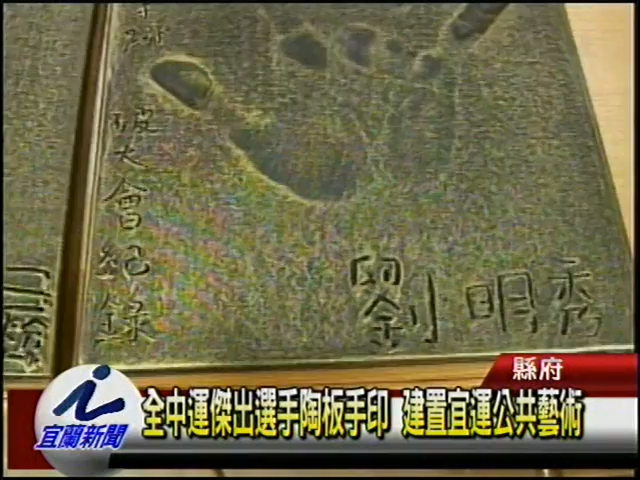 破大會紀錄
劉明秀
縣府
宜蘭新聞
全中運傑出選手陶板手印 建置宜運公共藝術